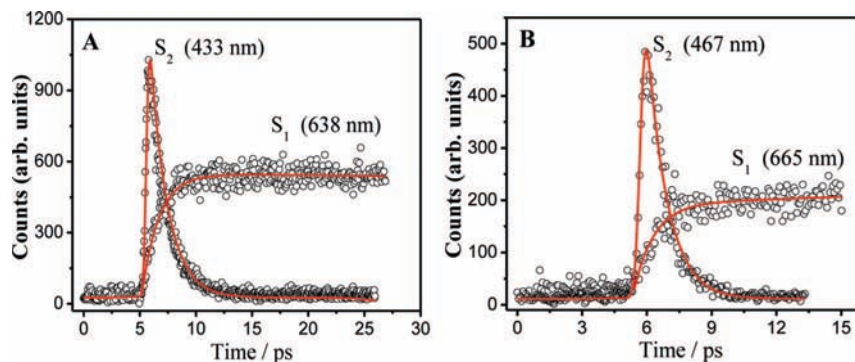 A
S2 (433 nm)
S1 (638 nm)
Counts (arb. units)
1200
900
600
300
0
0 5 10 15 20 25 30
Time / ps
B
S2 (467 nm)
S1 (665 nm)
Counts (arb. units)
500
400
300
200
100
0
0 3 6 9 12 15
Time / ps